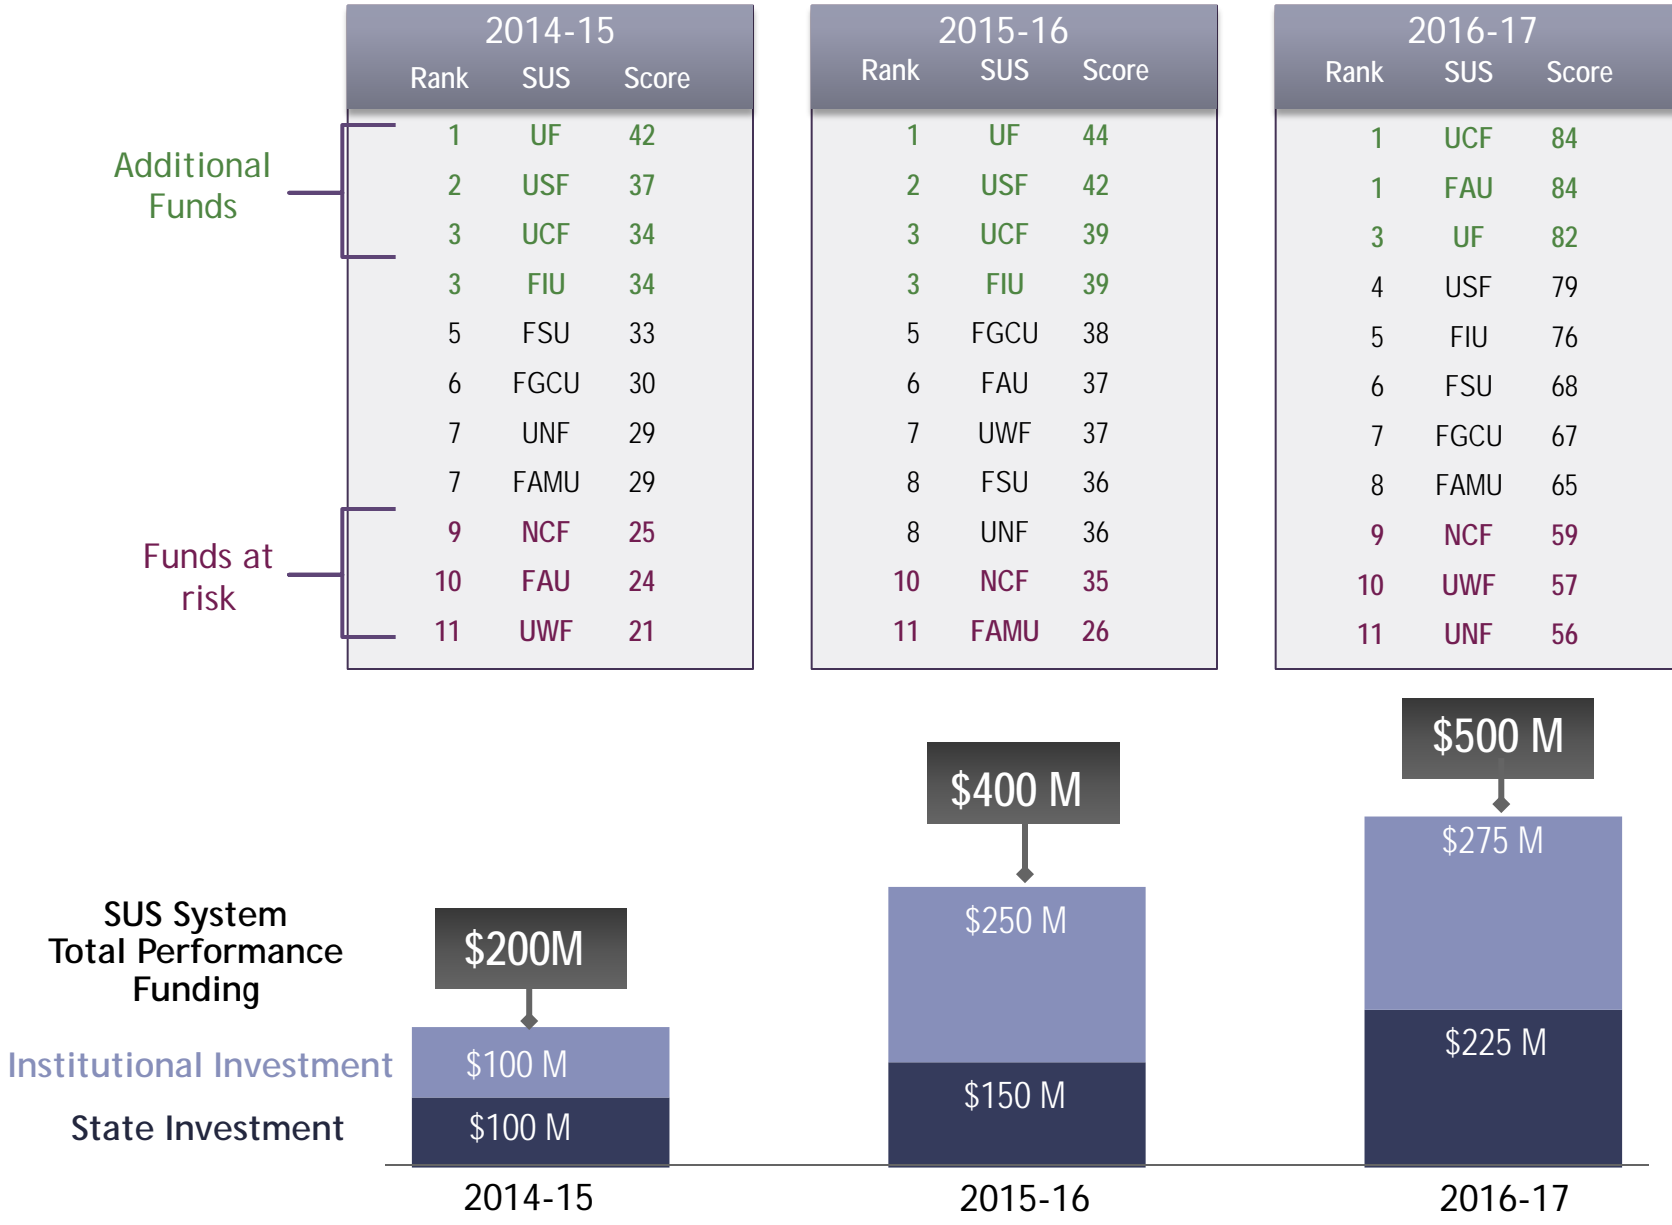 2014-15
Rank SUS Score
1 UF 42
2 USF 37
3 UCF 34
3 FIU 34
5 FSU 33
6 FGCU 30
7 UNF 29
7 FAMU 29
9 NCF 25
10 FAU 24
11 UWF 21
Additional
Funds
Funds at
risk
2015-16
Rank SUS Score
1 UF 44
2 USF 42
3 UCF 39
3 FIU 39
5 FGCU 38
6 FAU 37
7 UWF 37
8 FSU 36
8 UNF 36
10 NCF 35
11 FAMU 26
2016-17
Rank SUS Score
1 UCF 84
1 FAU 84
3 UF 82
4 USF 79
5 FIU 76
6 FSU 68
7 FGCU 67
8 FAMU 65
9 NCF 59
10 UWF 57
11 UNF 56
SUS System
Total Performance
Funding
Institutional Investment
State Investment
$200M
$100 M
$100 M
2014-15
$400 M
$250 M
$150 M
2015-16
$500 M
$275 M
$225 M
2016-17